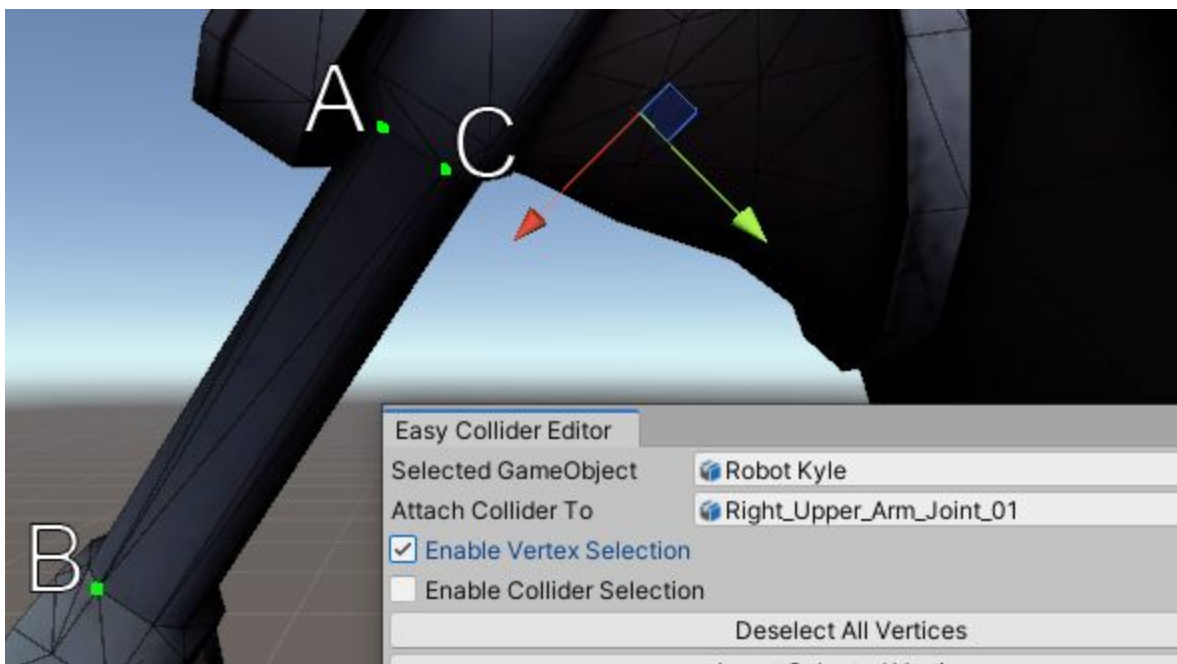 A
C
B
Easy Collider Editor
Selected GameObject Robot Kyle
Attach Collider To Right_Upper_Arm_Joint_01
Enable Vertex Selection
Enable Collider Selection
Deselect All Vertices